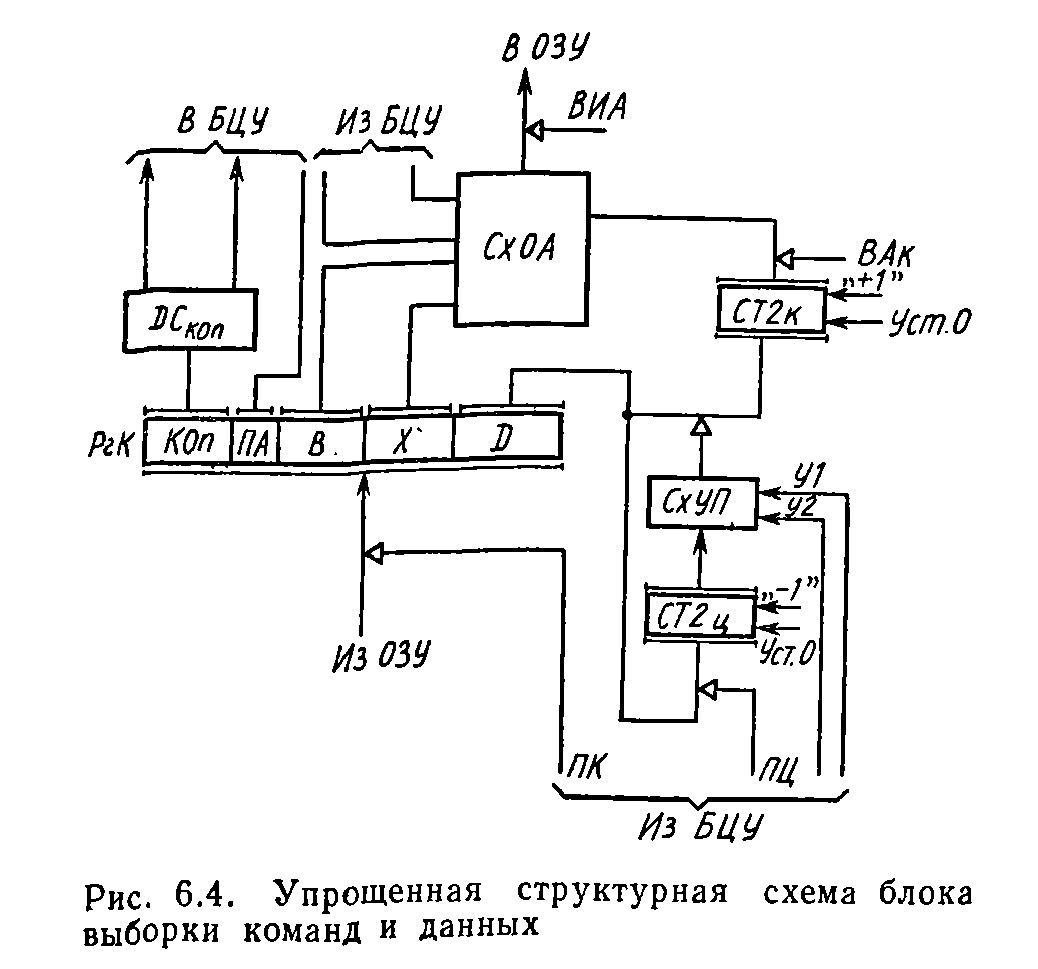 В ОЗУ
ВИА
В БЦУ
Из БЦУ
СхОА
ВАк
„+1”
СТ2к
Уст.0
DCкоп
РгК
КОп
ПА
В.
Х
D
СхУП
У1
У2
„-1”
СТ2ц
Уст.0
Из ОЗУ
ПК
ПЦ
Из БЦУ
Рис. 6.4. Упрощенная структурная схема блока
выборки команд и данных